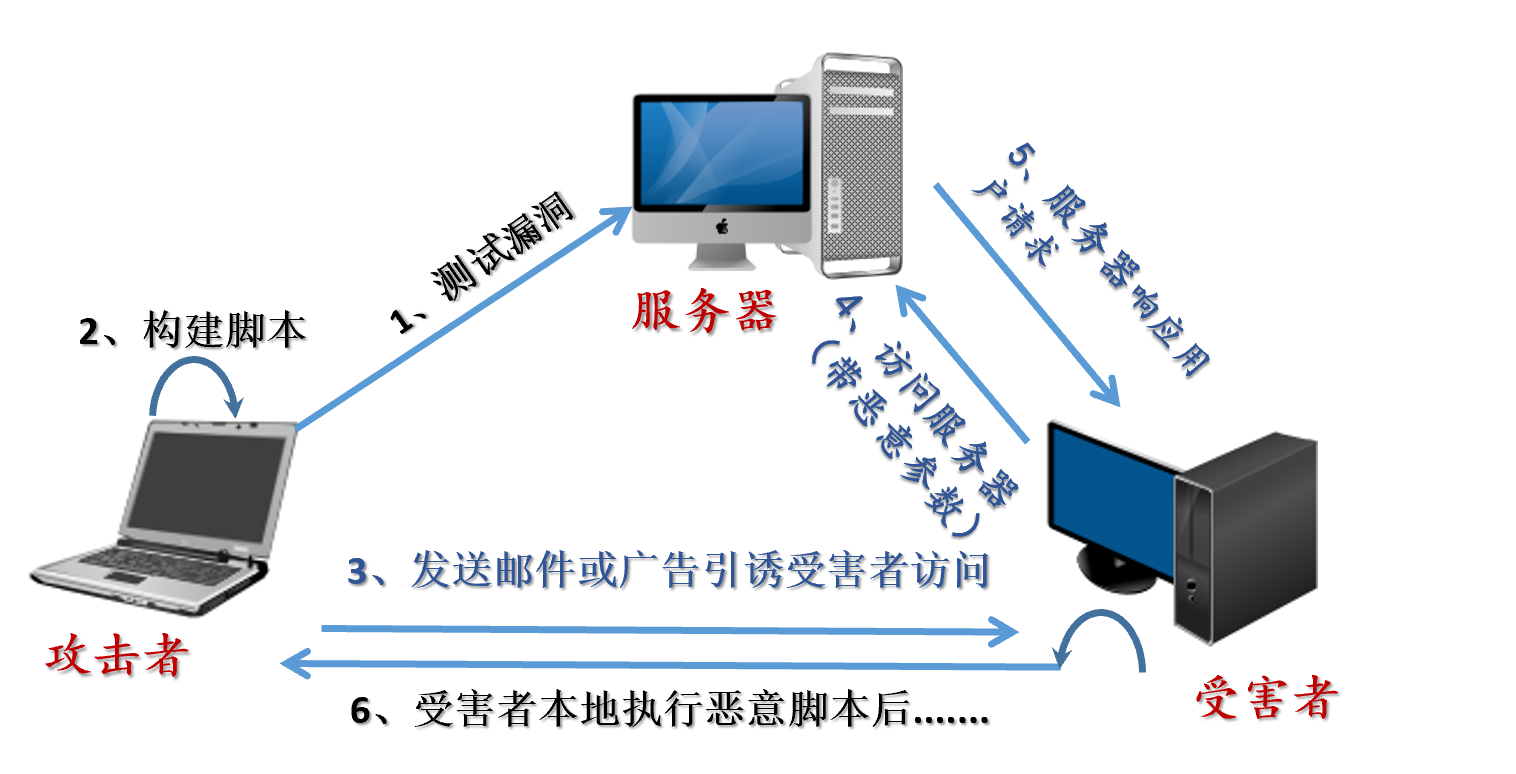 1、测试漏洞
服务器
5、服务器响应用
户请求
2、构建脚本
4、访问服务器
（带恶意参数）
3、发送邮件或广告引诱受害者访问
攻击者
6、受害者本地执行恶意脚本后.......
受害者